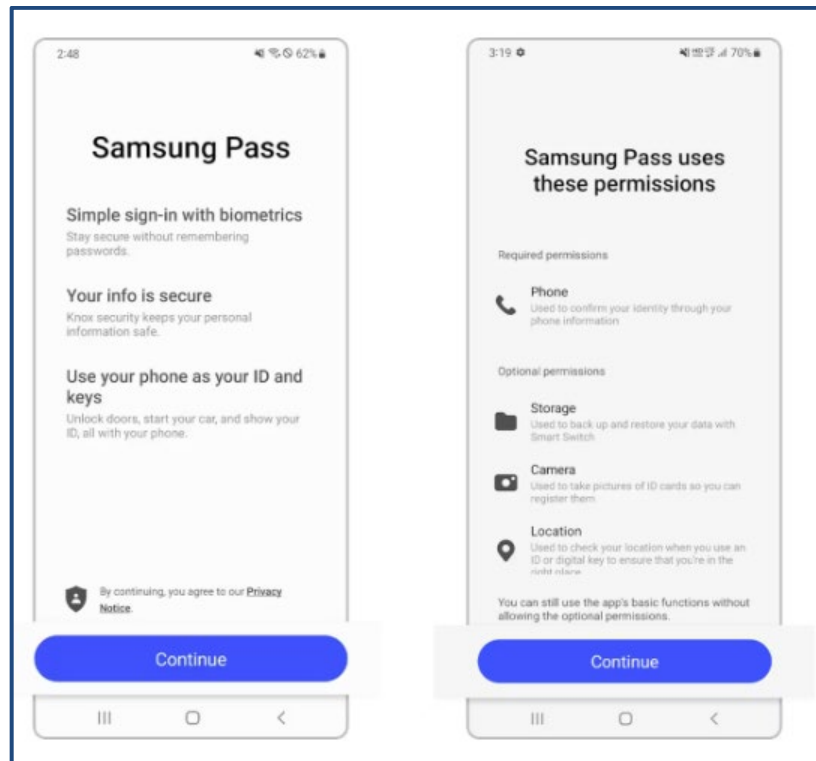 2:48
62%
Samsung Pass
Simple sign-in with biometrics
Stay secure without remembering
passwords.
Your info is secure
Knox security keeps your personal
information safe.
Use your phone as your ID and
keys
Unlock doors, start your car, and show your
ID, all with your phone.
By continuing, you agree to our Privacy
Notice.
Continue
3:19
70%
Samsung Pass uses
these permissions
Required permissions
Phone
Used to confirm your identity through your
phone information
Optional permissions
Storage
Used to back up and restore your data with
Smart Switch
Camera
Used to take pictures of ID cards so you can
register them
Location
Used to check your location when you use an
ID or digital key to ensure that you're in the
right place
You can still use the app's basic functions without
allowing the optional permissions.
Continue